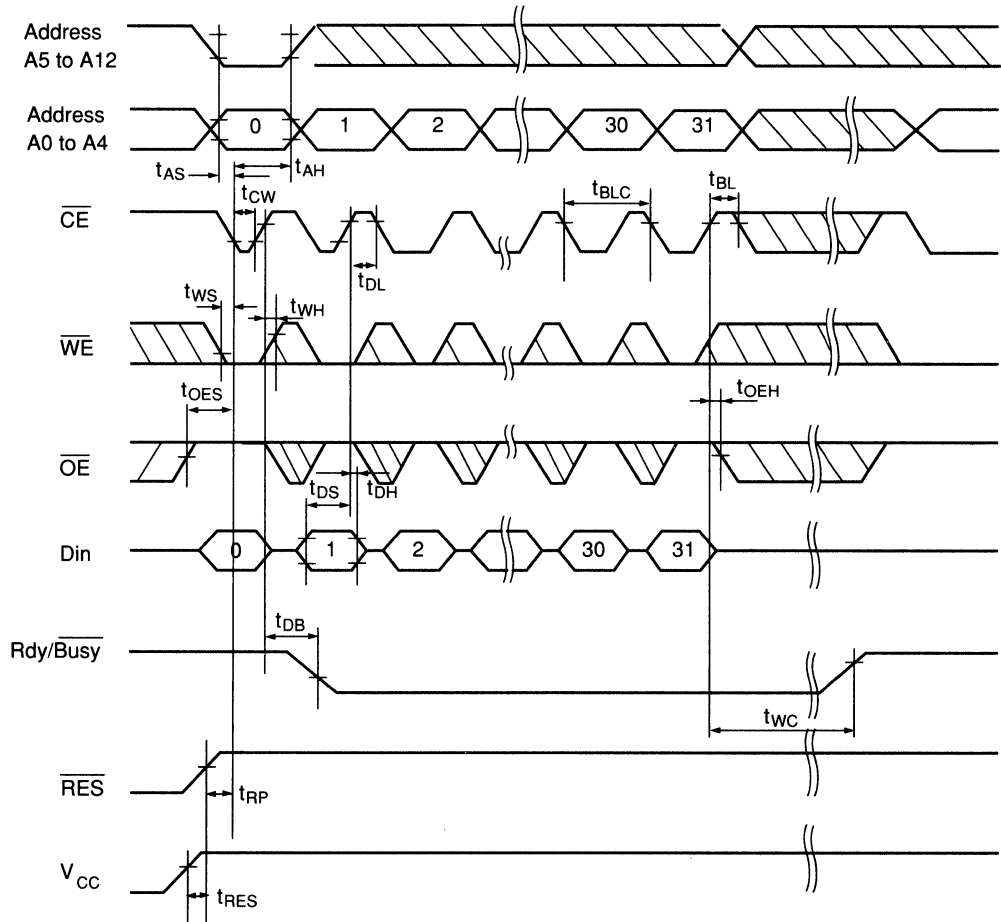 Address
A5 to A12
Address
A0 to A4
0 1 2 30 31
tAS
tAH
tCW
tBLC
tBL
CE
tDL
tWS
tWH
WE
tOES
tOEH
OE
tDS
tDH
Din
0 1 2 30 31
tDB
Rdy/Busy
tWC
RES
tRP
VCC
tRES